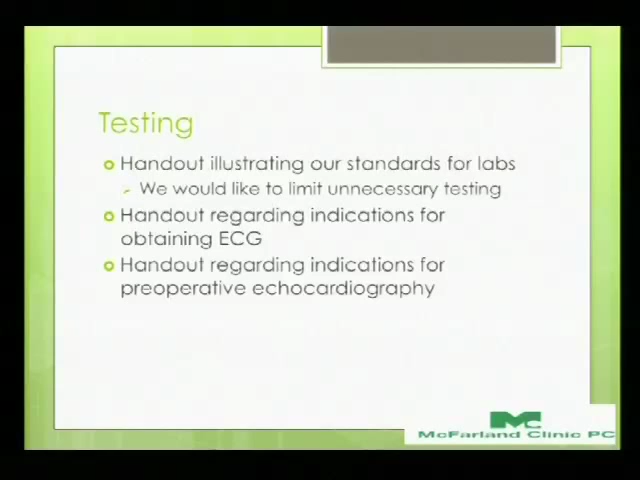 Testing
Handout illustrating our standards for labs
We would like to limit unnecessary testing
Handout regarding indications for
obtaining ECG
Handout regarding indications for
preoperative echocardiography
MC
McFarland Clinic PC